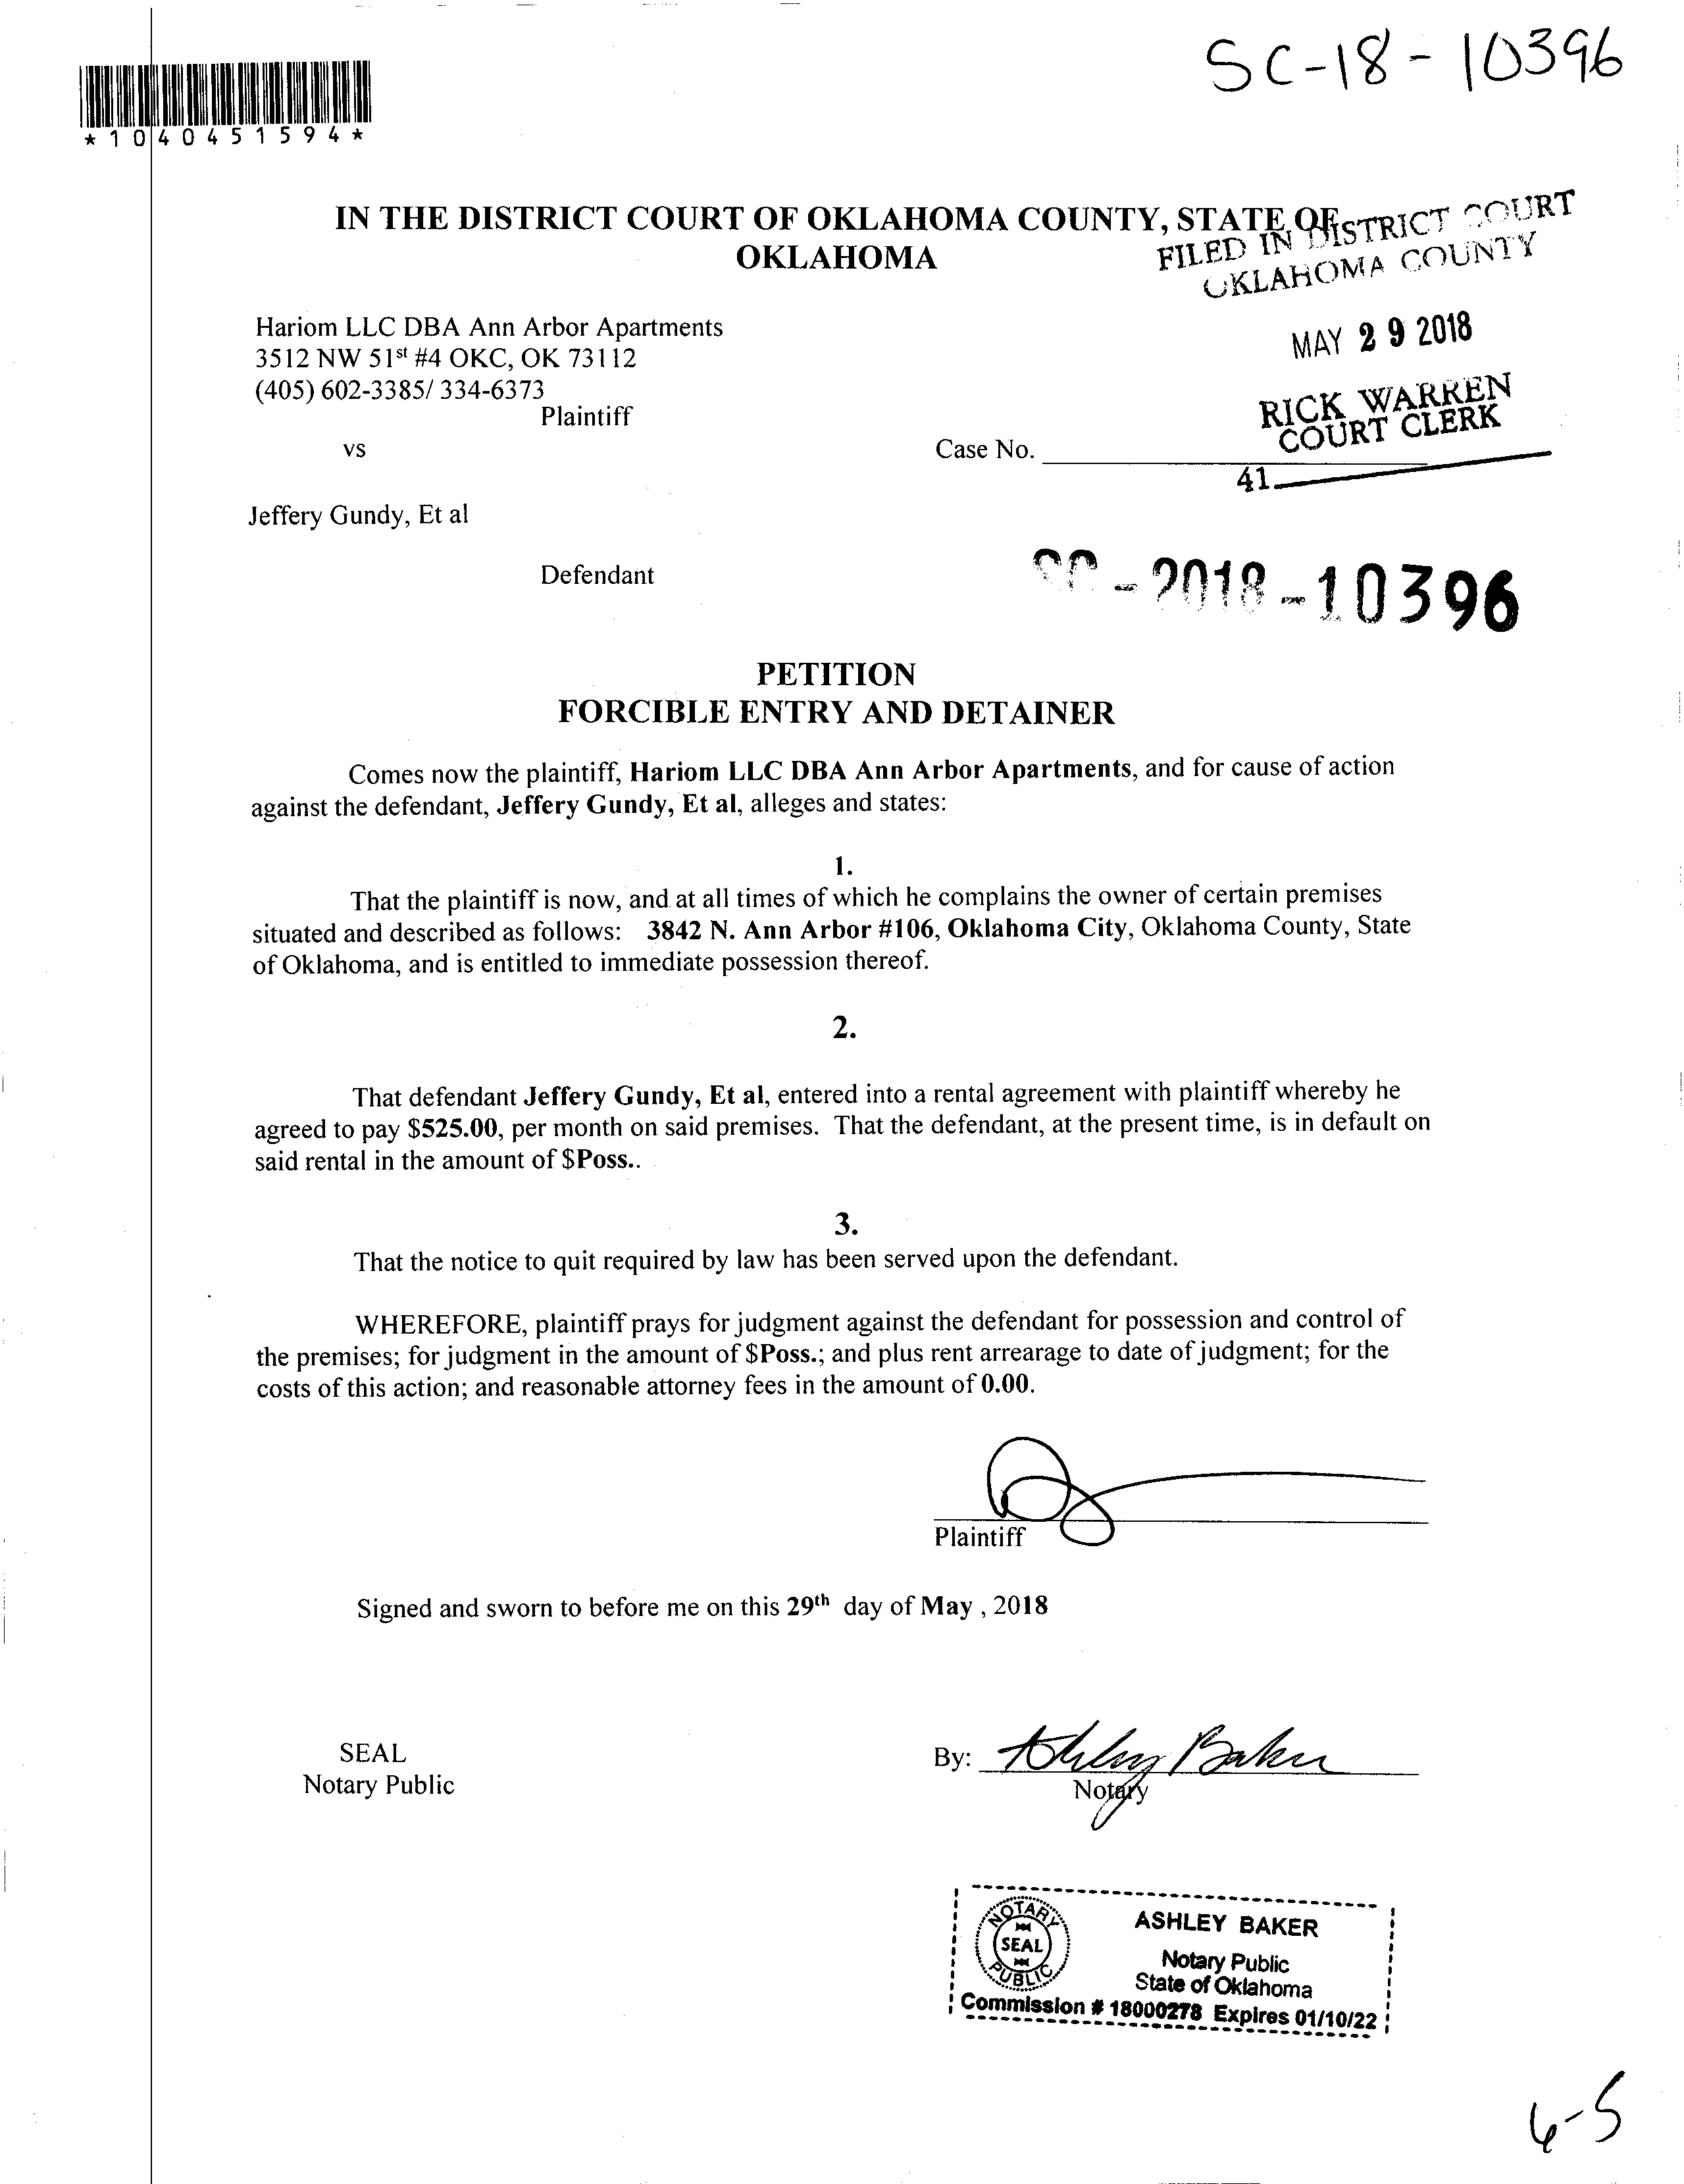 SC-18-10396
*1040451594*
IN THE DISTRICT COURT OF OKLAHOMA COUNTY, STATE OF
OKLAHOMA
FILED IN DISTRICT COURT
OKLAHOMA COUNTY
Hariom LLC DBA Ann Arbor Apartments
3512 NW 51st #4 OKC, OK 73112
(405) 602-3385/ 334-6373
Plaintiff
MAY 29 2018
RICK WARREN
COURT CLERK
vs
Case No.
41
Jeffery Gundy, Et al
Defendant
SC-2018-10396
PETITION
FORCIBLE ENTRY AND DETAINER
Comes now the plaintiff, Hariom LLC DBA Ann Arbor Apartments, and for cause of action
against the defendant, Jeffery Gundy, Et al, alleges and states:
1.
That the plaintiff is now, and at all times of which he complains the owner of certain premises
situated and described as follows: 3842 N. Ann Arbor #106, Oklahoma City, Oklahoma County, State
of Oklahoma, and is entitled to immediate possession thereof.
2.
That defendant Jeffery Gundy, Et al, entered into a rental agreement with plaintiff whereby he
agreed to pay $525.00, per month on said premises. That the defendant, at the present time, is in default on
said rental in the amount of $Poss..
3.
That the notice to quit required by law has been served upon the defendant.
WHEREFORE, plaintiff prays for judgment against the defendant for possession and control of
the premises; for judgment in the amount of $Poss.; and plus rent arrearage to date of judgment; for the
costs of this action; and reasonable attorney fees in the amount of 0.00.
Plaintiff
Signed and sworn to before me on this 29th day of May , 2018
SEAL
Notary Public
By: Ashley Baker
Notary
NOTARY
SEAL
PUBLIC
ASHLEY BAKER
Notary Public
State of Oklahoma
Commission # 18000278 Expires 01/10/22
6-5